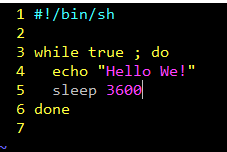 1 #!/bin/sh
2
3 while true ; do
4   echo "Hello We!"
5   sleep 3600
6 done
7
~